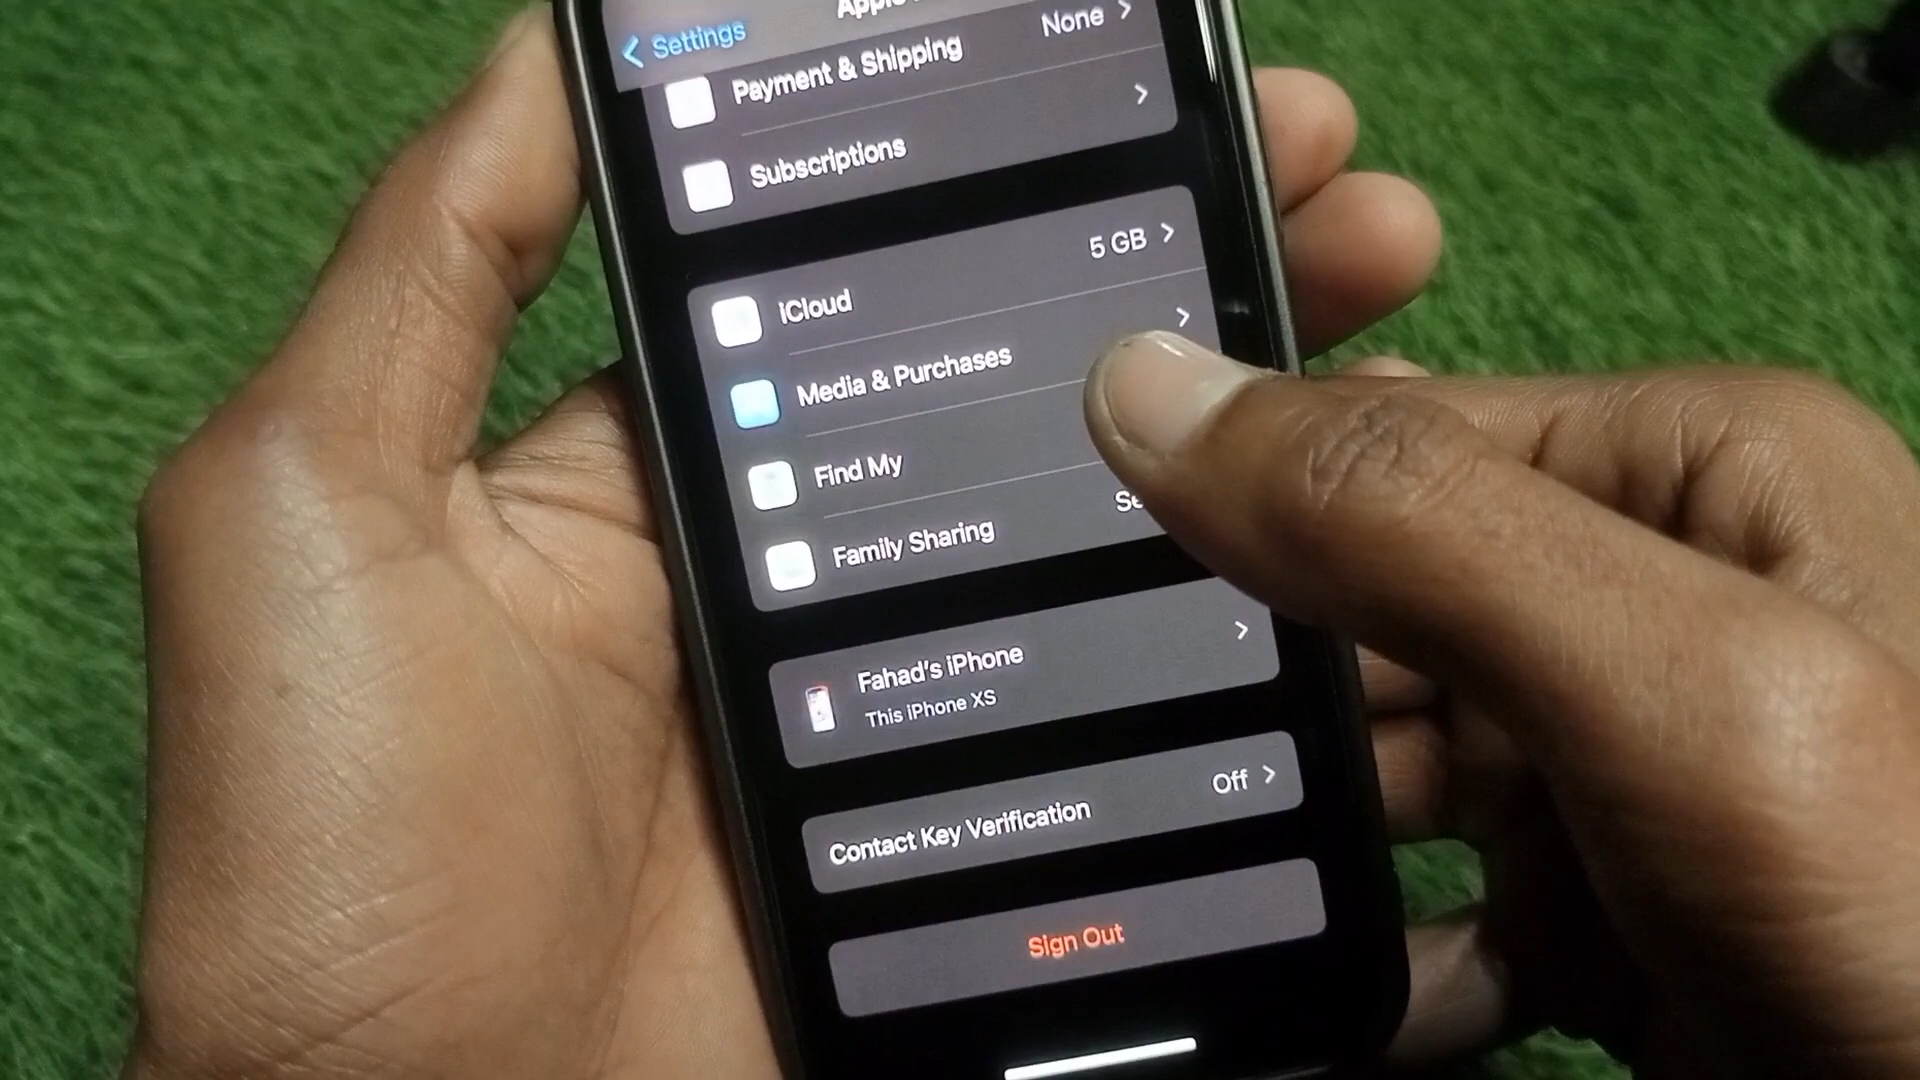 Settings
Payment & Shipping
None
Subscriptions
iCloud
5 GB
Media & Purchases
Find My
Family Sharing
Fahad's iPhone
This iPhone XS
Contact Key Verification
Off
Sign Out